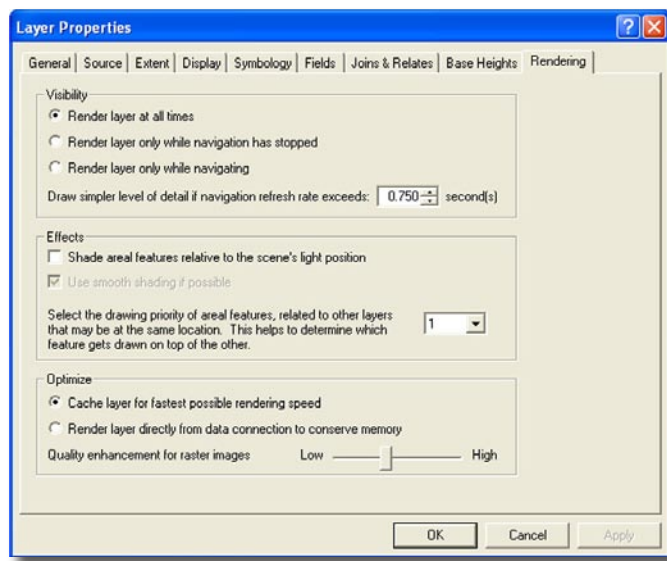 Layer Properties
General Source Extent Display Symbology Fields Joins & Relates Base Heights Rendering
Visibility
Render layer at all times
Render layer only while navigation has stopped
Render layer only while navigating
Draw simpler level of detail if navigation refresh rate exceeds: 0.750 second(s)
Effects
Shade areal features relative to the scene's light position
Use smooth shading if possible
Select the drawing priority of areal features, related to other layers
that may be at the same location. This helps to determine which
feature gets drawn on top of the other.
1
Optimize
Cache layer for fastest possible rendering speed
Render layer directly from data connection to conserve memory
Quality enhancement for raster images Low High
OK Cancel Apply